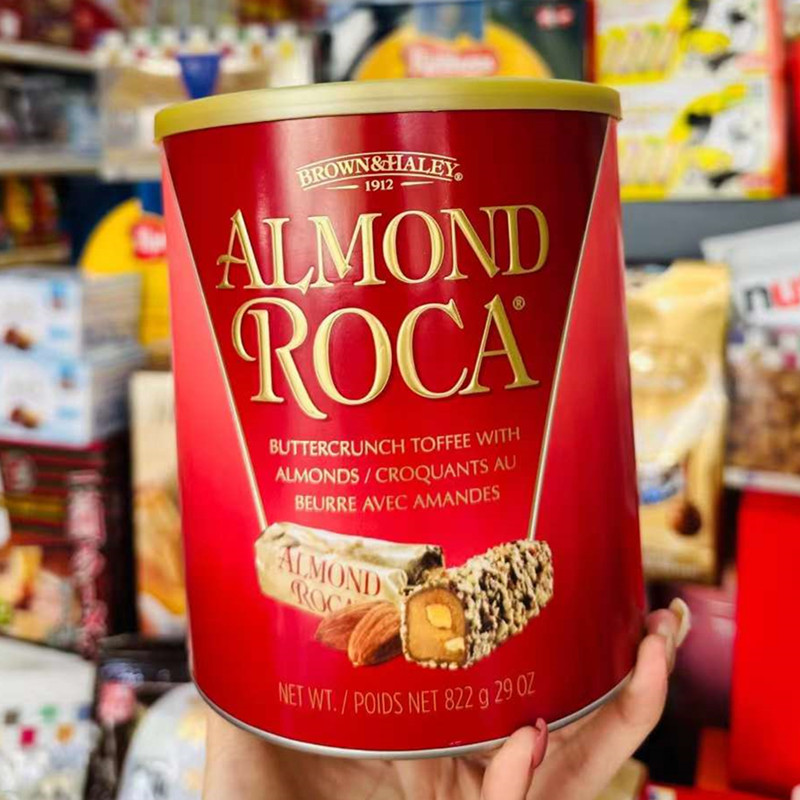 BROWN & HALEY®
1912
ALMOND
ROCA®
BUTTERCRUNCH TOFFEE WITH
ALMONDS / CROQUANTS AU
BEURRE AVEC AMANDES
ALMOND
ROCA
NET WT. / POIDS NET 822 g 29 OZ